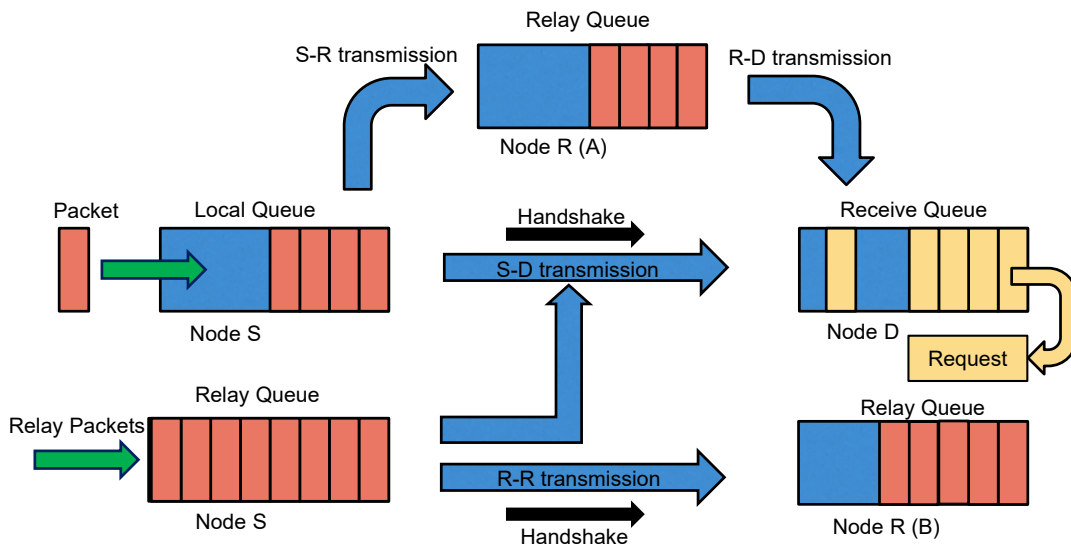 Relay Queue
S-R transmission
R-D transmission
Node R (A)
Packet
Local Queue
Handshake
Receive Queue
S-D transmission
Node S
Node D
Request
Relay Queue
Relay Queue
Relay Packets
R-R transmission
Node S
Handshake
Node R (B)